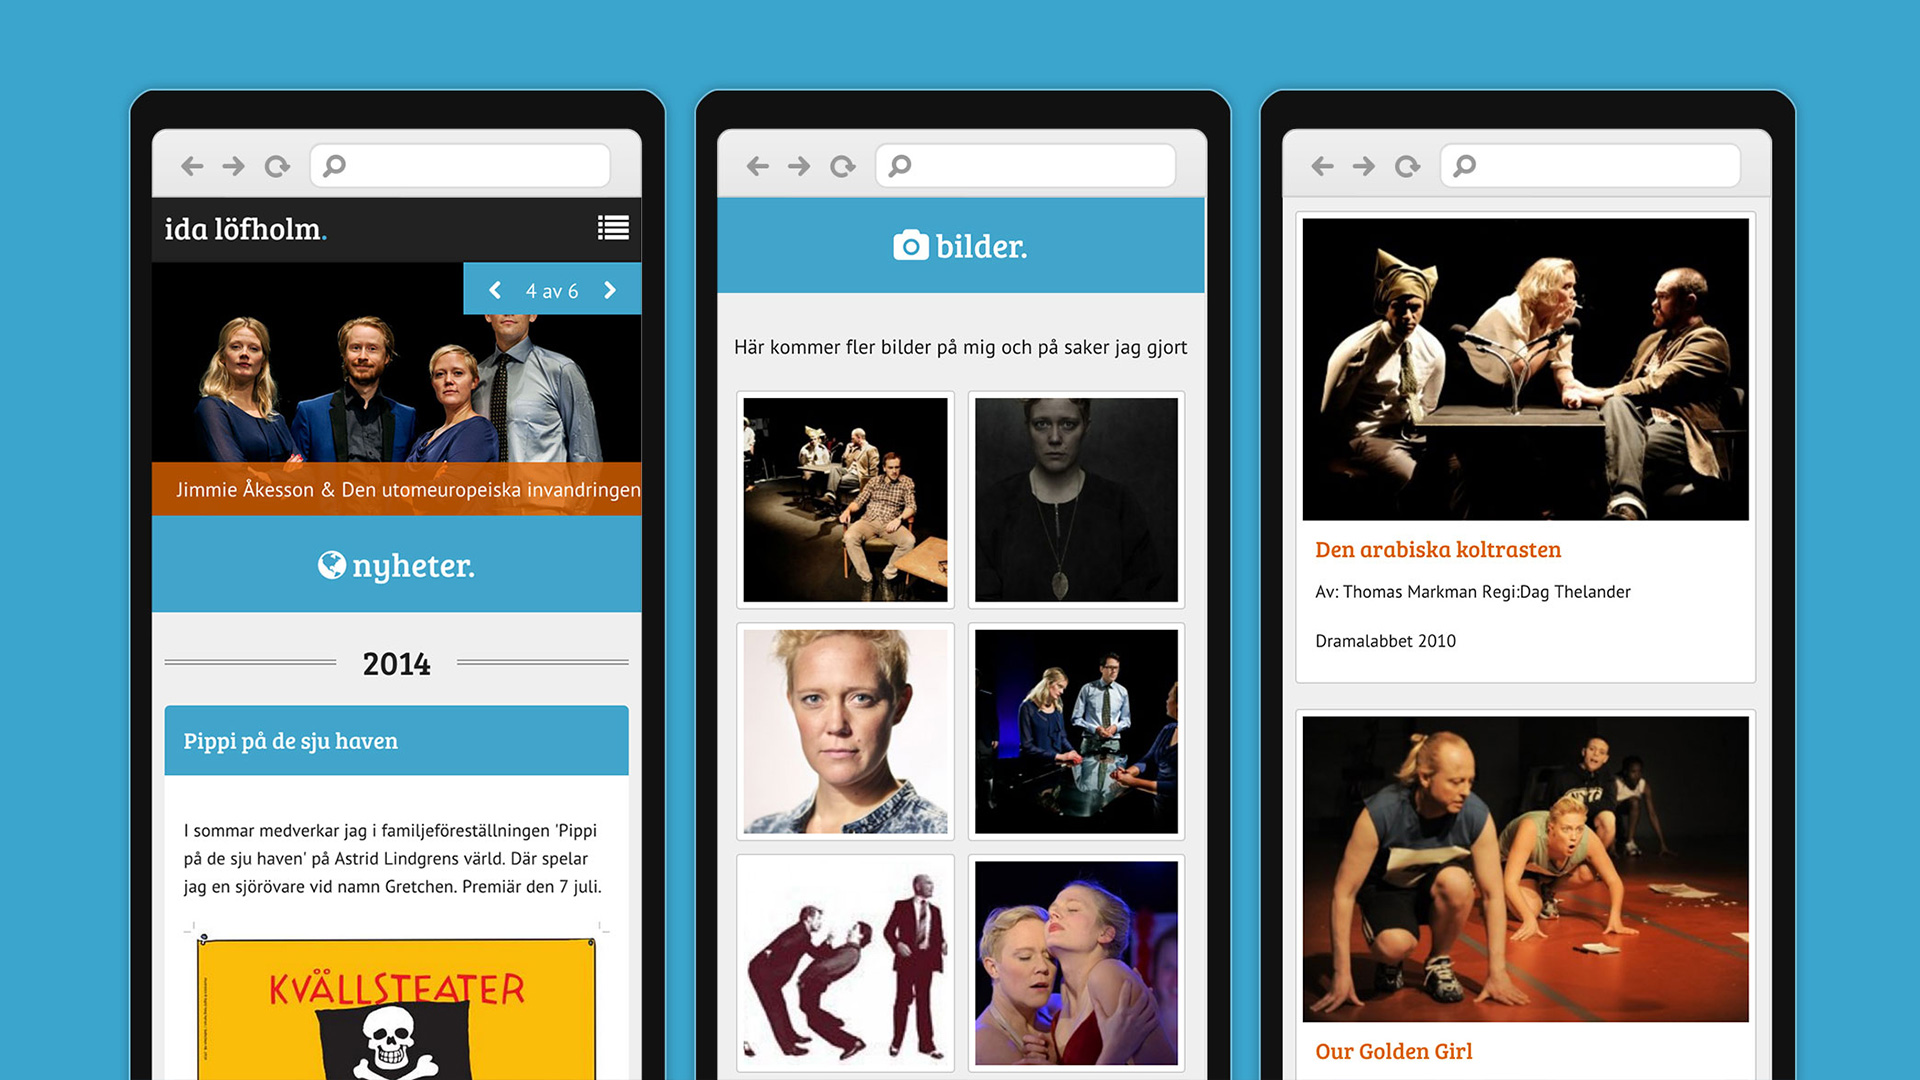 ida löfholm.
4 av 6
Jimmie Åkesson & Den utomeuropeiska invandringen
nyheter.
2014
Pippi på de sju haven
I sommar medverkar jag i familjeföreställningen 'Pippi
på de sju haven' på Astrid Lindgrens värld. Där spelar
jag en sjörövare vid namn Gretchen. Premiär den 7 juli.
KVÄLLSTEATER
bilder.
Här kommer fler bilder på mig och på saker jag gjort
Den arabiska koltrasten
Av: Thomas Markman Regi:Dag Thelander
Dramalabbet 2010
Our Golden Girl